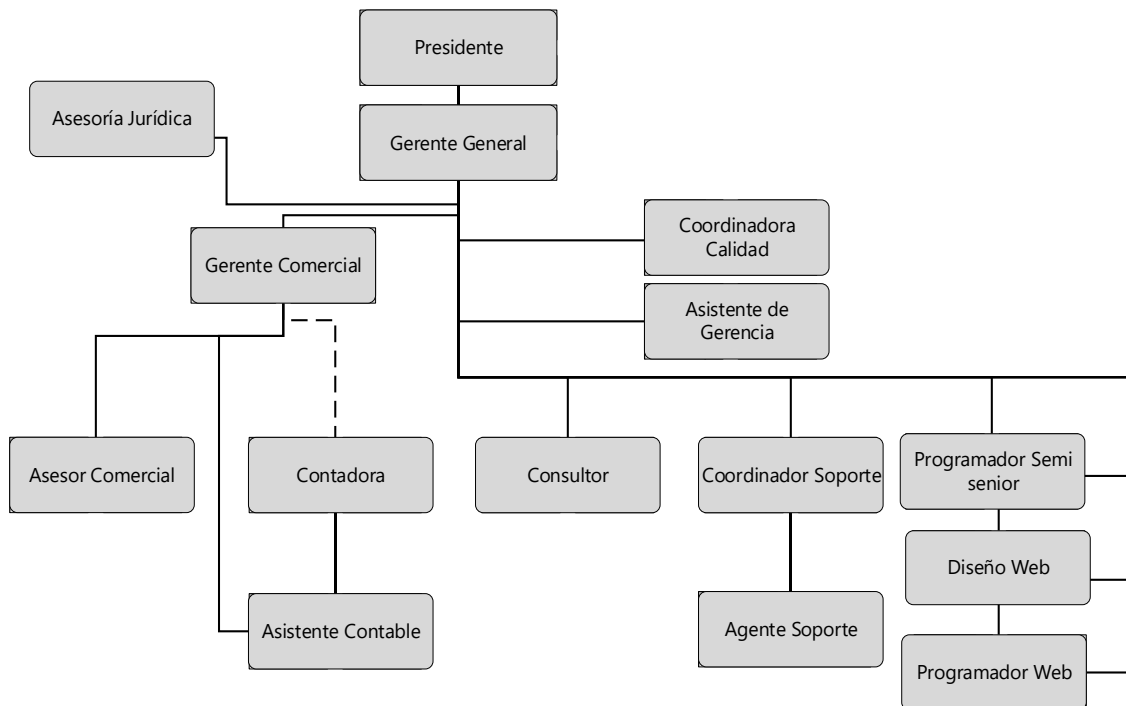 Presidente
Asesoría Jurídica
Gerente General
Coordinadora
Calidad
Gerente Comercial
Asistente de
Gerencia
Asesor Comercial
Contadora
Consultor
Coordinador Soporte
Programador Semi
senior
Diseño Web
Asistente Contable
Agente Soporte
Programador Web